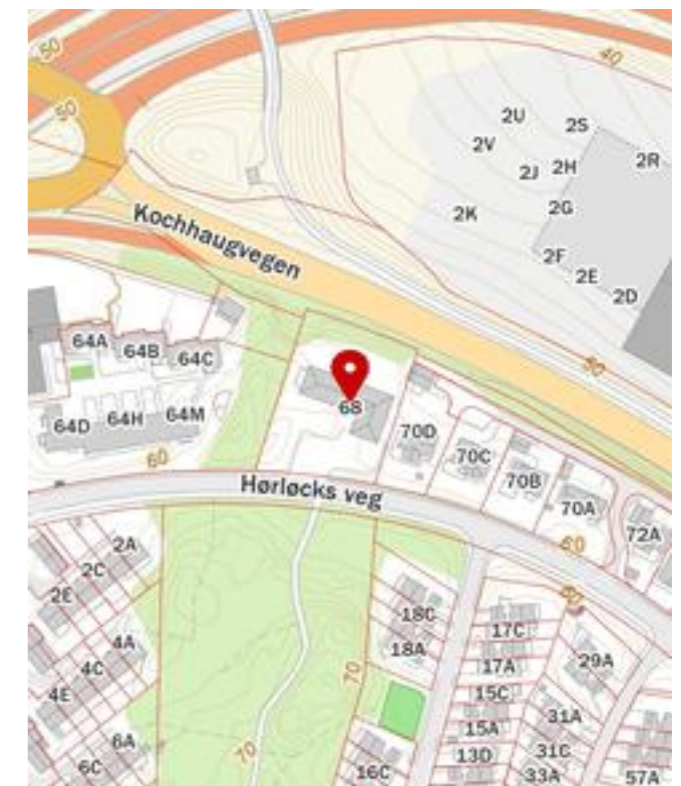 50
40
50
2U
2S
2V
2R
2J
2H
2K
2G
Kochhaugvegen
2F
2E
2D
64A
64B
64C
50
68
64D
64H
64M
70D
70C
60
70B
Hørløcks veg
70A
72A
60
2A
2C
2E
60
18C
17C
4A
18A
17A
29A
4C
70
15C
4E
31A
15A
6A
70
31C
13D
6C
16C
33A
57A